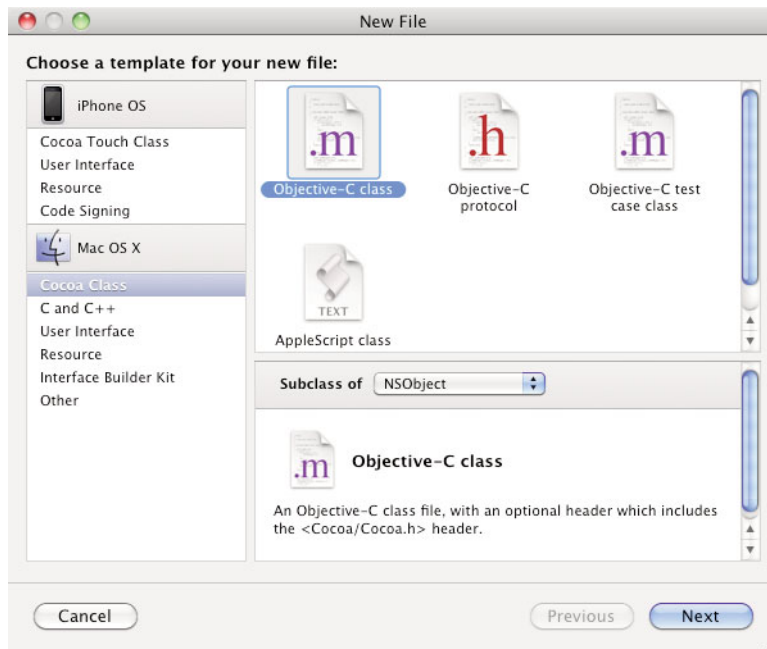 New File
Choose a template for your new file:
iPhone OS
Cocoa Touch Class
User Interface
Resource
Code Signing
Mac OS X
Cocoa Class
C and C++
User Interface
Resource
Interface Builder Kit
Other
.m
Objective-C class
.h
Objective-C
protocol
.m
Objective-C test
case class
TEXT
AppleScript class
Subclass of NSObject
.m
Objective-C class
An Objective-C class file, with an optional header which includes
the <Cocoa/Cocoa.h> header.
Cancel
Previous
Next